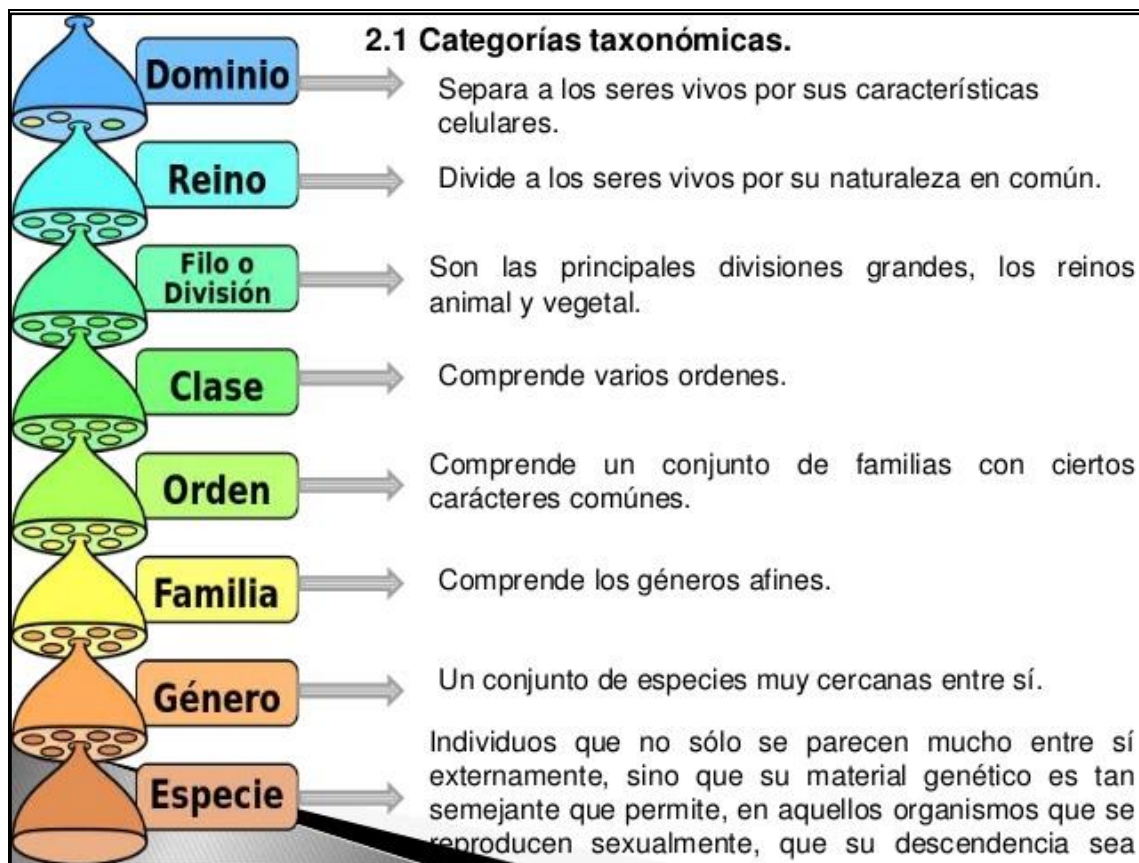 2.1 Categorías taxonómicas.
Dominio
Separa a los seres vivos por sus características
celulares.
Reino
Divide a los seres vivos por su naturaleza en común.
Filo o
División
Son las principales divisiones grandes, los reinos
animal y vegetal.
Clase
Comprende varios ordenes.
Orden
Comprende un conjunto de familias con ciertos
carácteres comúnes.
Familia
Comprende los géneros afines.
Género
Un conjunto de especies muy cercanas entre sí.
Especie
Individuos que no sólo se parecen mucho entre sí
externamente, sino que su material genético es tan
semejante que permite, en aquellos organismos que se
reproducen sexualmente, que su descendencia sea